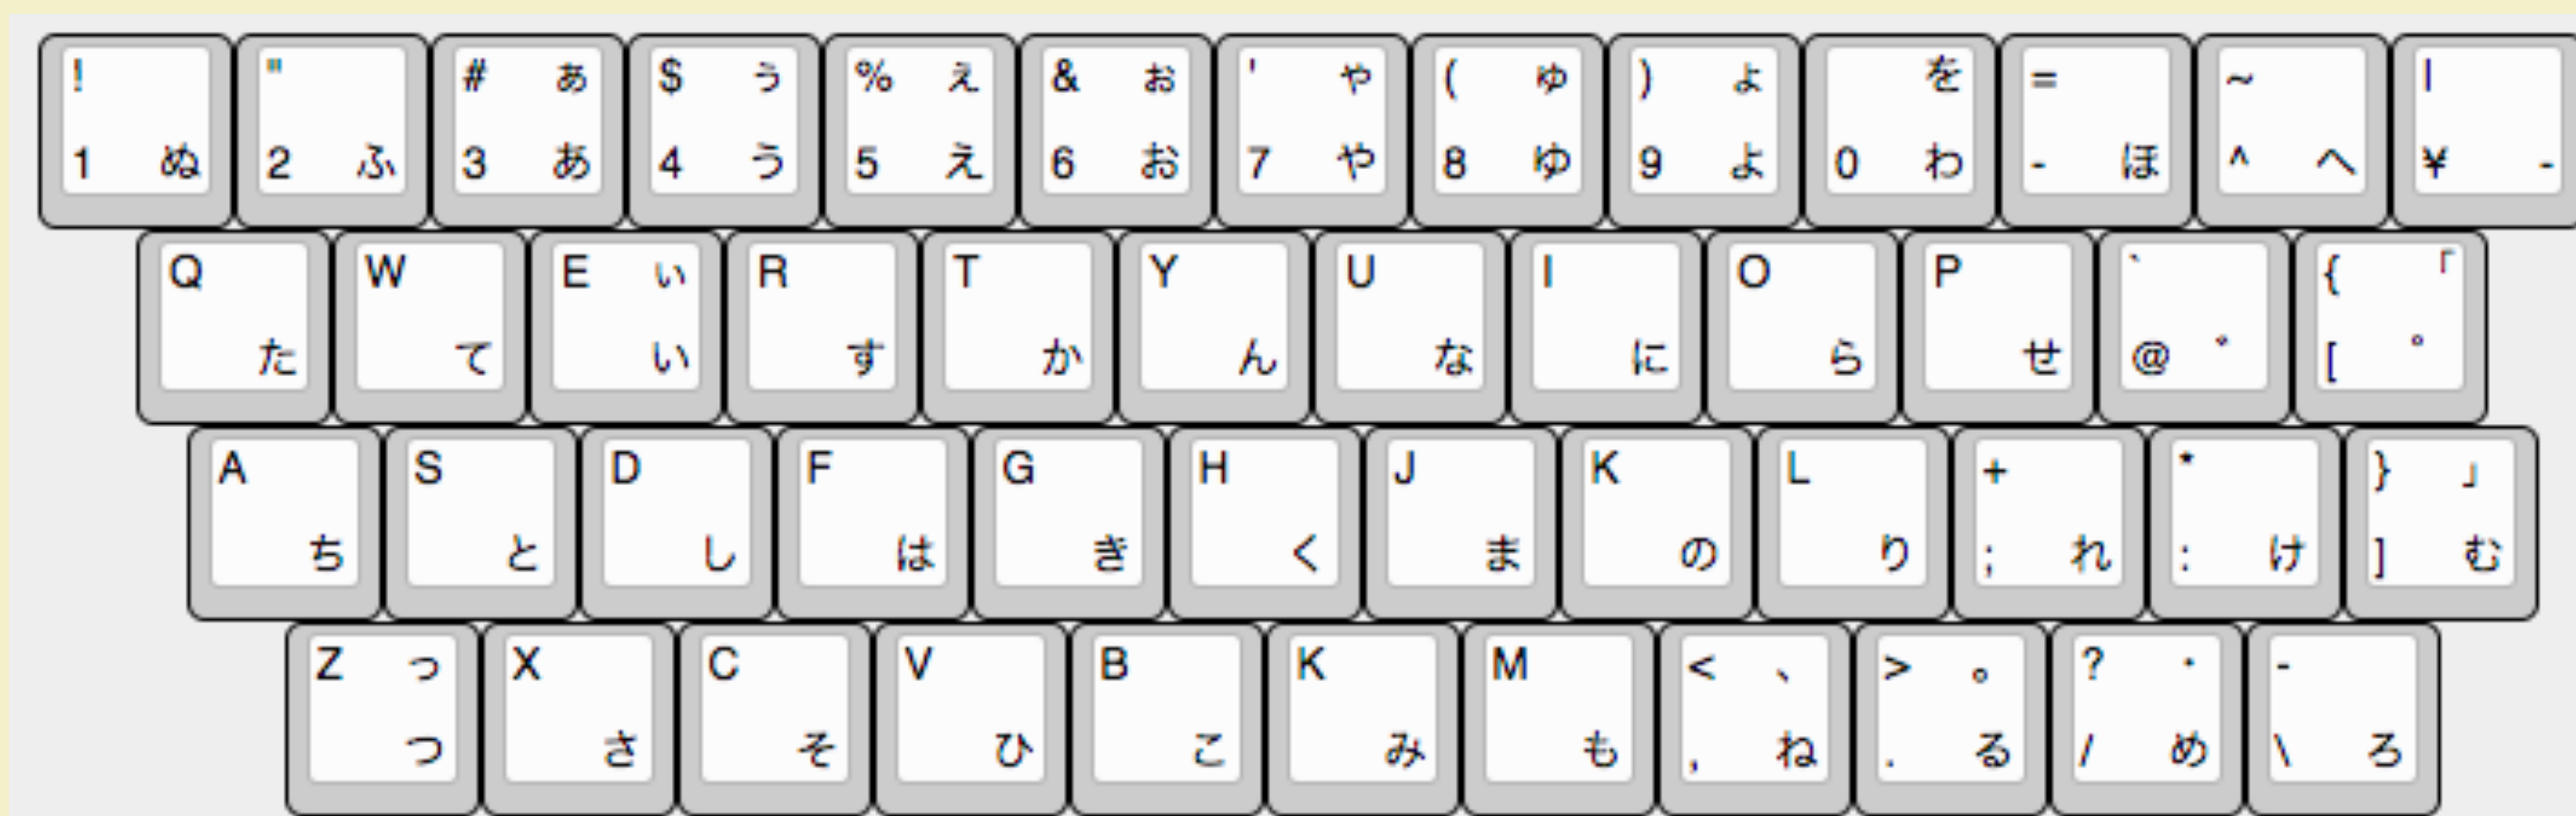 ! " # ぁ $ ぅ % ぇ & ぉ ' ゃ ( ゅ ) ょ を = ~ |
1 ぬ 2 ふ 3 あ 4 う 5 え 6 お 7 や 8 ゆ 9 よ 0 わ - ほ ^ へ ¥ -
Q W E ぃ R T Y U I O P ` { 「
た て い す か ん な に ら せ @ ゛ [ ゜
A S D F G H J K L + * } 」
ち と し は き く ま の り ; れ : け ] む
Z っ X C V B K M < 、 > 。 ? ・ -
つ さ そ ひ こ み も , ね . る / め \ ろ